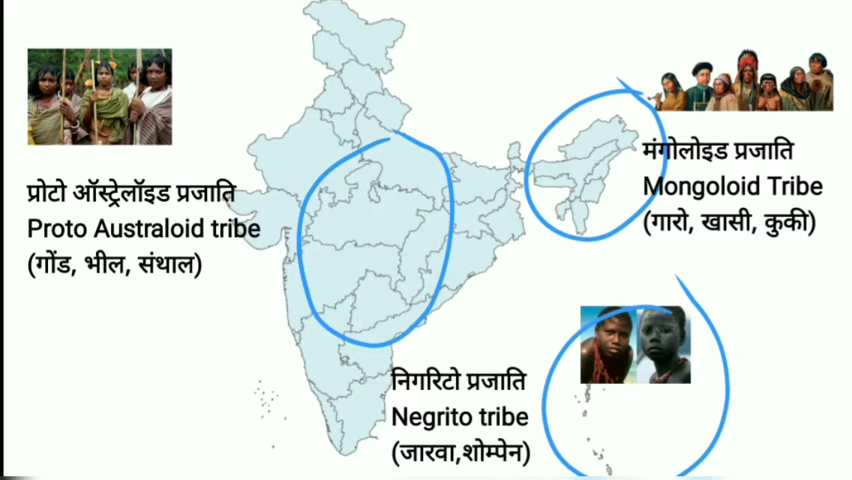 प्रोटो ऑस्ट्रेलॉइड प्रजाति
Proto Australoid tribe
(गोंड, भील, संथाल)
मंगोलोइड प्रजाति
Mongoloid Tribe
(गारो, खासी, कुकी)
निगरिटो प्रजाति
Negrito tribe
(जारवा,शोम्पेन)